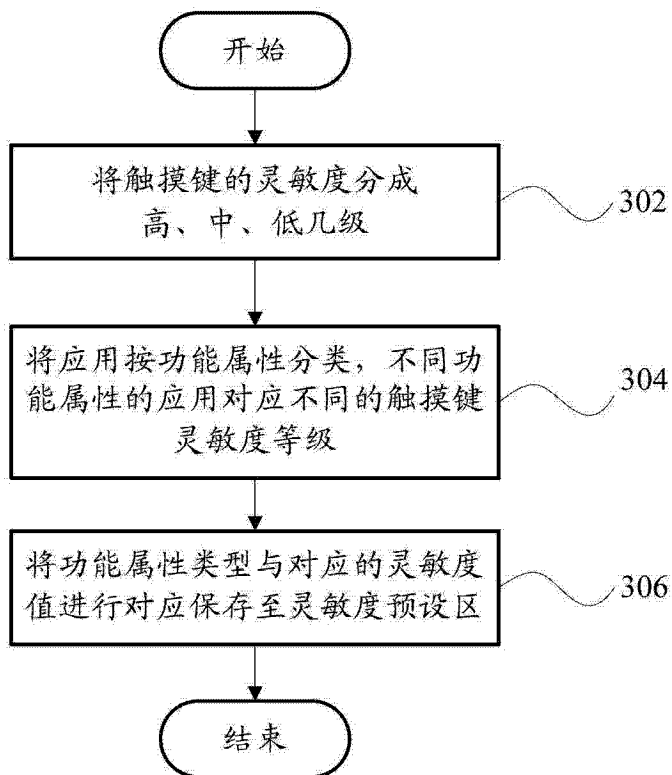 开始
将触摸键的灵敏度分成
高、中、低几级
302
将应用按功能属性分类，不同功
能属性的应用对应不同的触摸键
灵敏度等级
304
将功能属性类型与对应的灵敏度
值进行对应保存至灵敏度预设区
306
结束